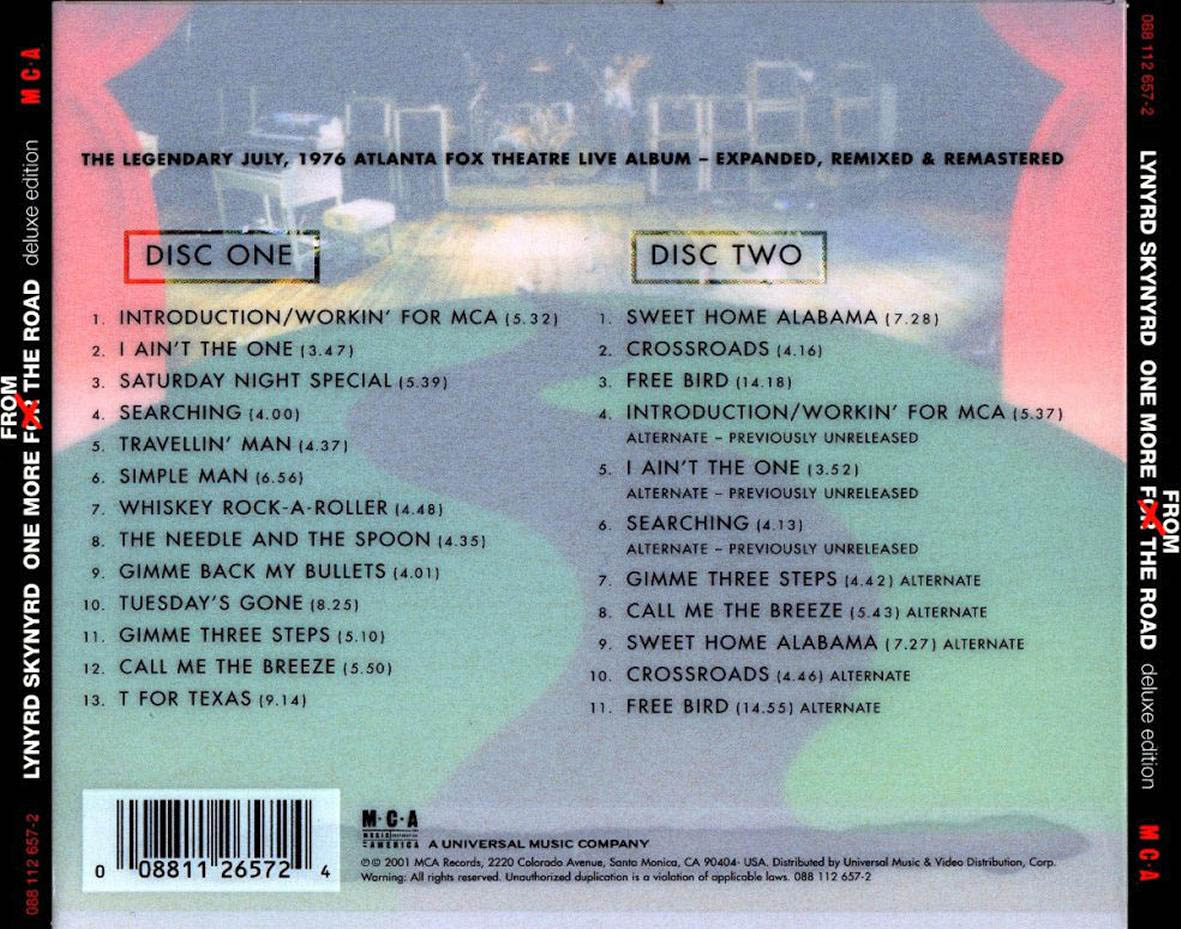 THE LEGENDARY JULY, 1976 ATLANTA FOX THEATRE LIVE ALBUM – EXPANDED, REMIXED & REMASTERED
DISC ONE
1. INTRODUCTION/WORKIN' FOR MCA (5.32)
2. I AIN'T THE ONE (3.47)
3. SATURDAY NIGHT SPECIAL (5.39)
4. SEARCHING (4.00)
5. TRAVELLIN' MAN (4.37)
6. SIMPLE MAN (6.56)
7. WHISKEY ROCK-A-ROLLER (4.48)
8. THE NEEDLE AND THE SPOON (4.35)
9. GIMME BACK MY BULLETS (4.01)
10. TUESDAY'S GONE (8.25)
11. GIMME THREE STEPS (5.10)
12. CALL ME THE BREEZE (5.50)
13. T FOR TEXAS (9.14)
DISC TWO
1. SWEET HOME ALABAMA (7.28)
2. CROSSROADS (4.16)
3. FREE BIRD (14.18)
4. INTRODUCTION/WORKIN' FOR MCA (5.37)
ALTERNATE – PREVIOUSLY UNRELEASED
5. I AIN'T THE ONE (3.52)
ALTERNATE – PREVIOUSLY UNRELEASED
6. SEARCHING (4.13)
ALTERNATE – PREVIOUSLY UNRELEASED
7. GIMME THREE STEPS (4.42) ALTERNATE
8. CALL ME THE BREEZE (5.43) ALTERNATE
9. SWEET HOME ALABAMA (7.27) ALTERNATE
10. CROSSROADS (4.46) ALTERNATE
11. FREE BIRD (14.55) ALTERNATE
0 08811 26572 4
M·C·A
MUSIC
AMERICA
A UNIVERSAL MUSIC COMPANY
℗© 2001 MCA Records, 2220 Colorado Avenue, Santa Monica, CA 90404- USA. Distributed by Universal Music & Video Distribution, Corp.
Warning: All rights reserved. Unauthorized duplication is a violation of applicable laws. 088 112 657-2
088 112 657-2 LYNYRD SKYNYRD ONE MORE FOR THE ROAD deluxe edition M·C·A
FROM
088 112 657-2 LYNYRD SKYNYRD ONE MORE FOR THE ROAD deluxe edition M·C·A
FROM